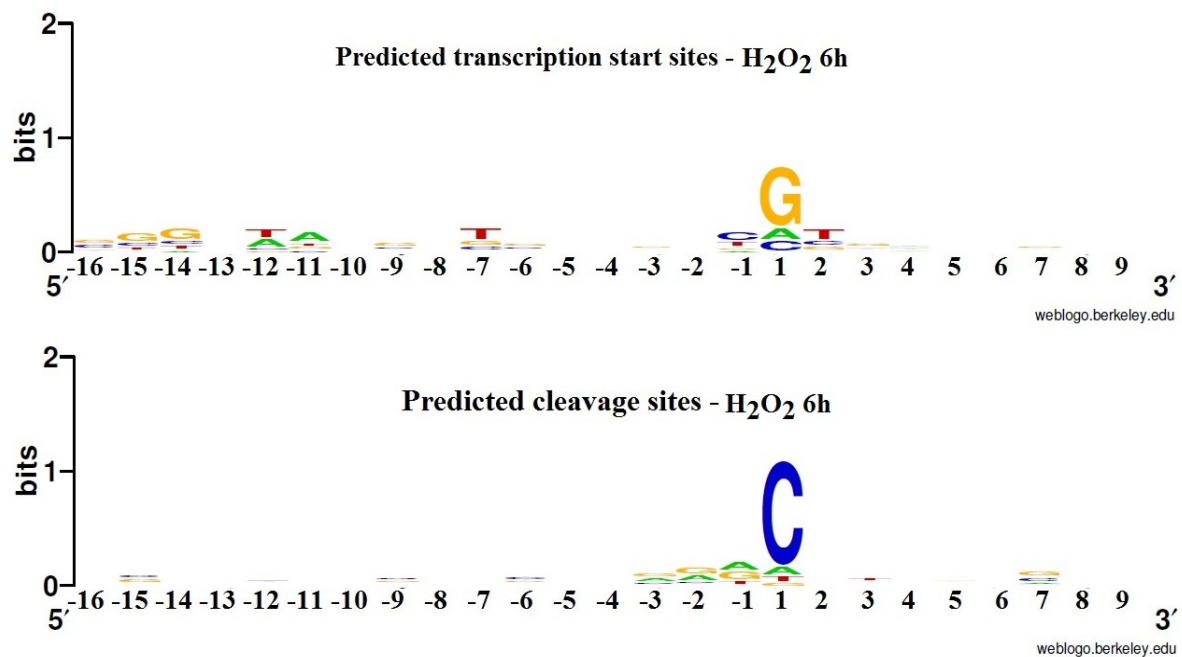 2
Predicted transcription start sites - H₂O₂ 6h
bits
1
G
G G T A T C A T
A C
0
-16 -15 -14 -13 -12 -11 -10 -9 -8 -7 -6 -5 -4 -3 -2 -1 1 2 3 4 5 6 7 8 9
5′ 3′
weblogo.berkeley.edu
2
Predicted cleavage sites - H₂O₂ 6h
bits
1
C
A A
G T
0
-16 -15 -14 -13 -12 -11 -10 -9 -8 -7 -6 -5 -4 -3 -2 -1 1 2 3 4 5 6 7 8 9
5′ 3′
weblogo.berkeley.edu